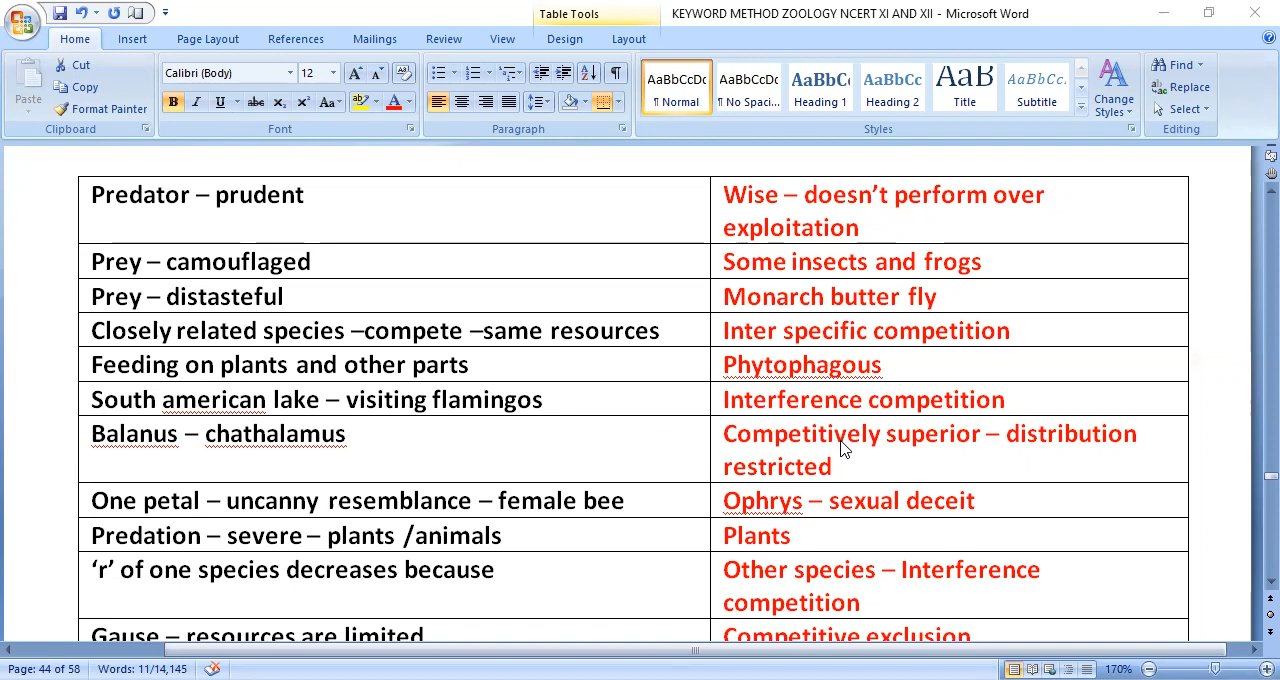 Table Tools
KEYWORD METHOD ZOOLOGY NCERT XI AND XII - Microsoft Word
Home Insert Page Layout References Mailings Review View Design Layout
Cut
Copy
Format Painter
Paste
Clipboard
Calibri (Body) 12
Font
Paragraph
AaBbCcDc AaBbCcDc AaBbC AaBbCc AaB AaBbCc.
¶ Normal ¶ No Spaci... Heading 1 Heading 2 Title Subtitle
Change Styles
Styles
Find
Replace
Select
Editing
Predator – prudent
Wise – doesn’t perform over
exploitation
Prey – camouflaged
Some insects and frogs
Prey – distasteful
Monarch butter fly
Closely related species –compete –same resources
Inter specific competition
Feeding on plants and other parts
Phytophagous
South american lake – visiting flamingos
Interference competition
Balanus – chathalamus
Competitively superior – distribution
restricted
One petal – uncanny resemblance – female bee
Ophrys – sexual deceit
Predation – severe – plants /animals
Plants
‘r’ of one species decreases because
Other species – Interference
competition
Gause – resources are limited
Competitive exclusion
Page: 44 of 58 Words: 11/14,145 170%